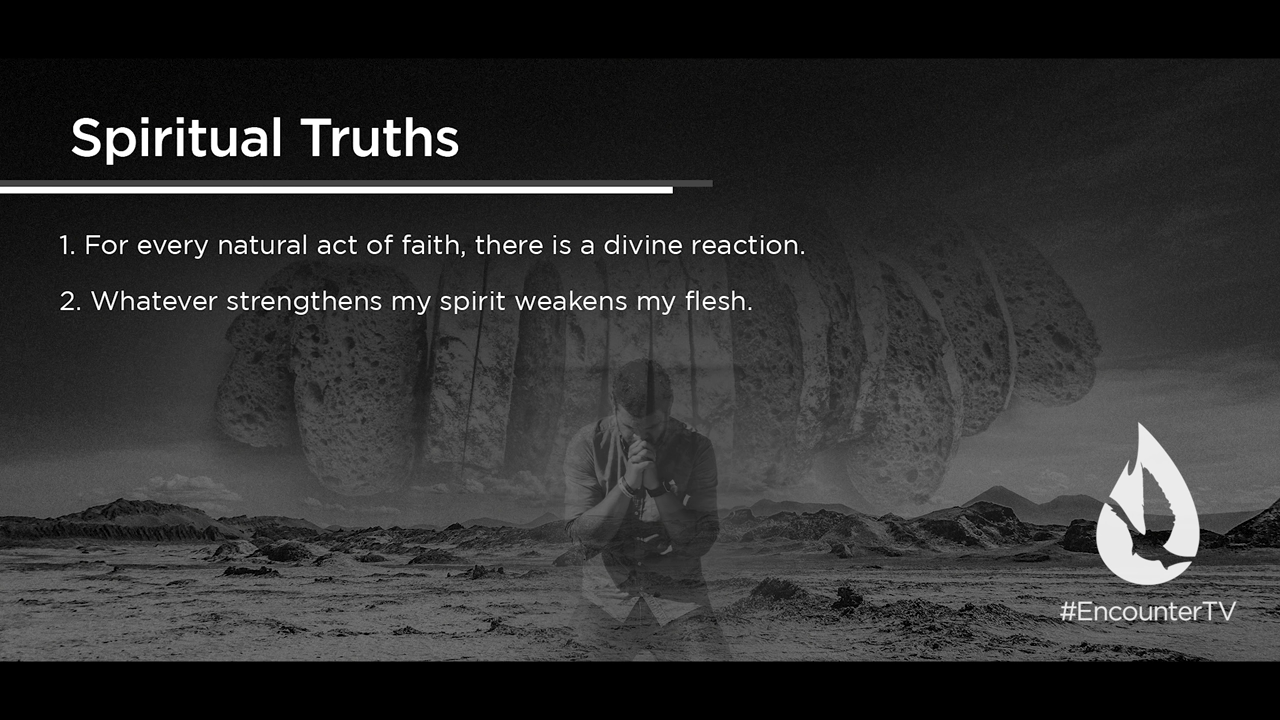 Spiritual Truths
1. For every natural act of faith, there is a divine reaction.
2. Whatever strengthens my spirit weakens my flesh.
#EncounterTV